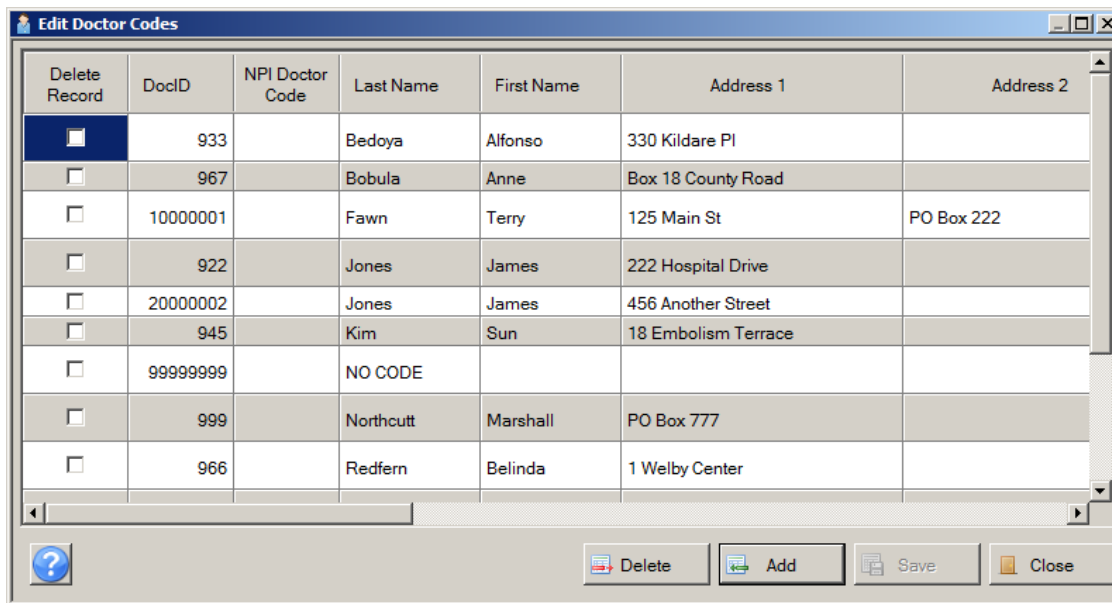 Edit Doctor Codes
Delete Record DocID NPI Doctor Code Last Name First Name Address 1 Address 2
933 Bedoya Alfonso 330 Kildare Pl
967 Bobula Anne Box 18 County Road
10000001 Fawn Terry 125 Main St PO Box 222
922 Jones James 222 Hospital Drive
20000002 Jones James 456 Another Street
945 Kim Sun 18 Embolism Terrace
99999999 NO CODE
999 Northcutt Marshall PO Box 777
966 Redfern Belinda 1 Welby Center
? Delete Add Save Close